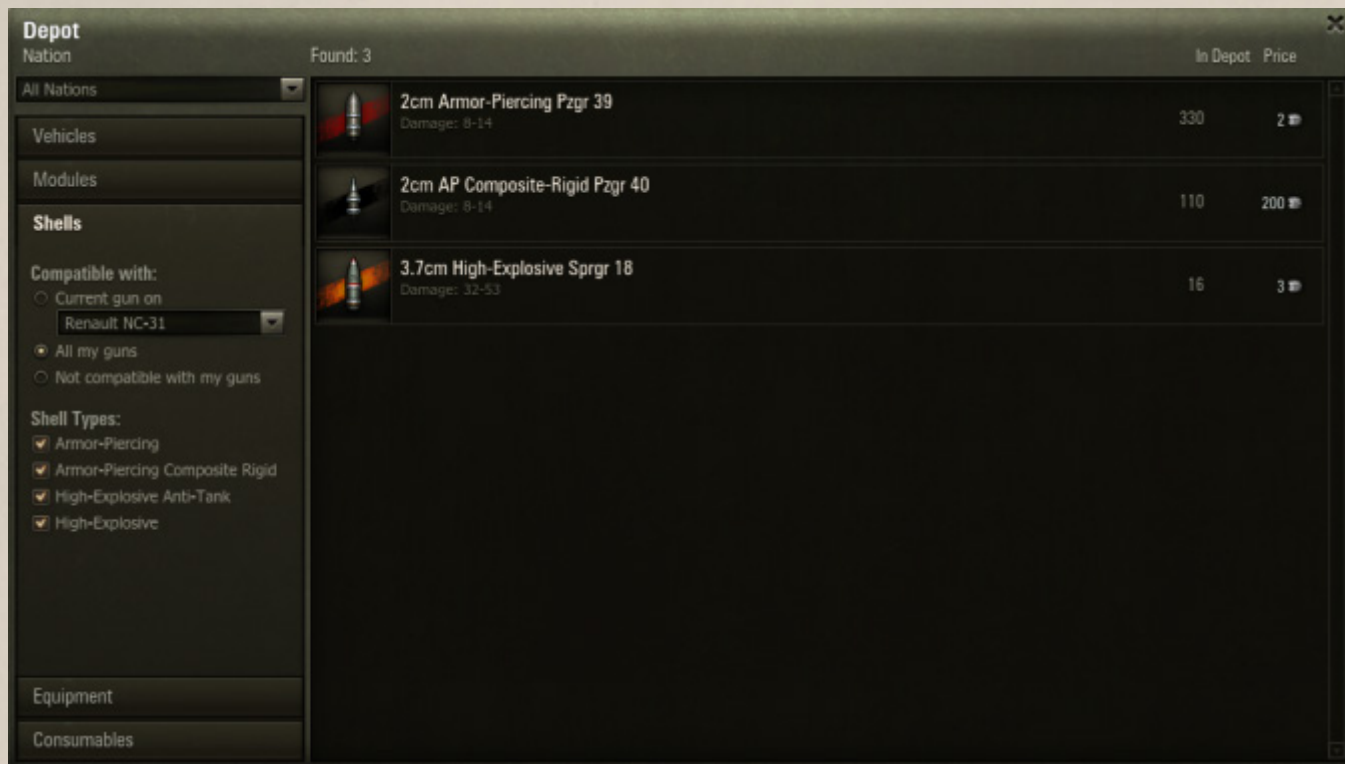 Depot
Nation
Found: 3
In Depot Price
All Nations
Vehicles
Modules
Shells
Compatible with:
Current gun on
Renault NC-31
All my guns
Not compatible with my guns
Shell Types:
Armor-Piercing
Armor-Piercing Composite Rigid
High-Explosive Anti-Tank
High-Explosive
Equipment
Consumables
2cm Armor-Piercing Pzgr 39
Damage: 8-14
330 2
2cm AP Composite-Rigid Pzgr 40
Damage: 8-14
110 200
3.7cm High-Explosive Sprgr 18
Damage: 32-53
16 3